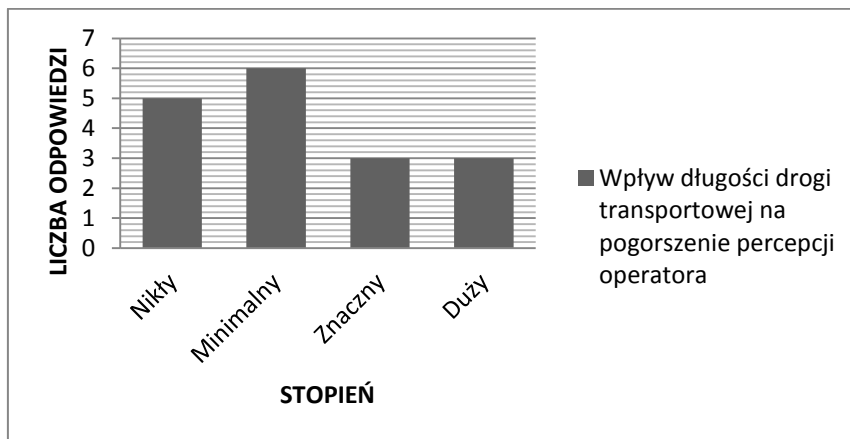 LICZBA ODPOWIEDZI
7
6
5
4
3
2
1
0
Nikły
Minimalny
Znaczny
Duży
STOPIEŃ
Wpływ długości drogi
transportowej na
pogorszenie percepcji
operatora